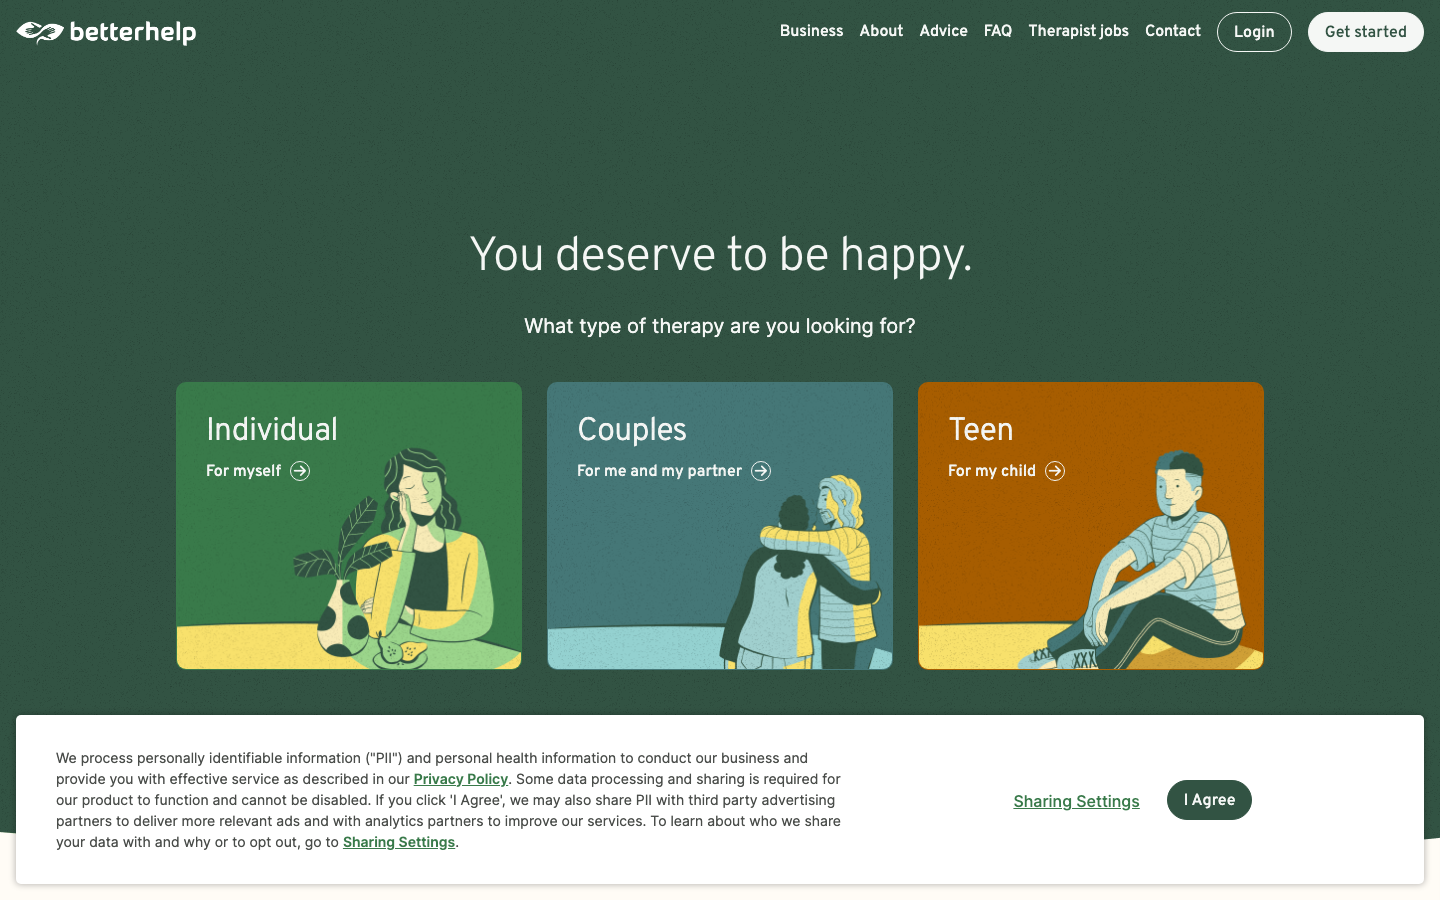 betterhelp
Business About Advice FAQ Therapist jobs Contact Login Get started
You deserve to be happy.
What type of therapy are you looking for?
Individual
For myself
Couples
For me and my partner
Teen
For my child
We process personally identifiable information ("PII") and personal health information to conduct our business and
provide you with effective service as described in our Privacy Policy. Some data processing and sharing is required for
our product to function and cannot be disabled. If you click 'I Agree', we may also share PII with third party advertising
partners to deliver more relevant ads and with analytics partners to improve our services. To learn about who we share
your data with and why or to opt out, go to Sharing Settings.
Sharing Settings
I Agree